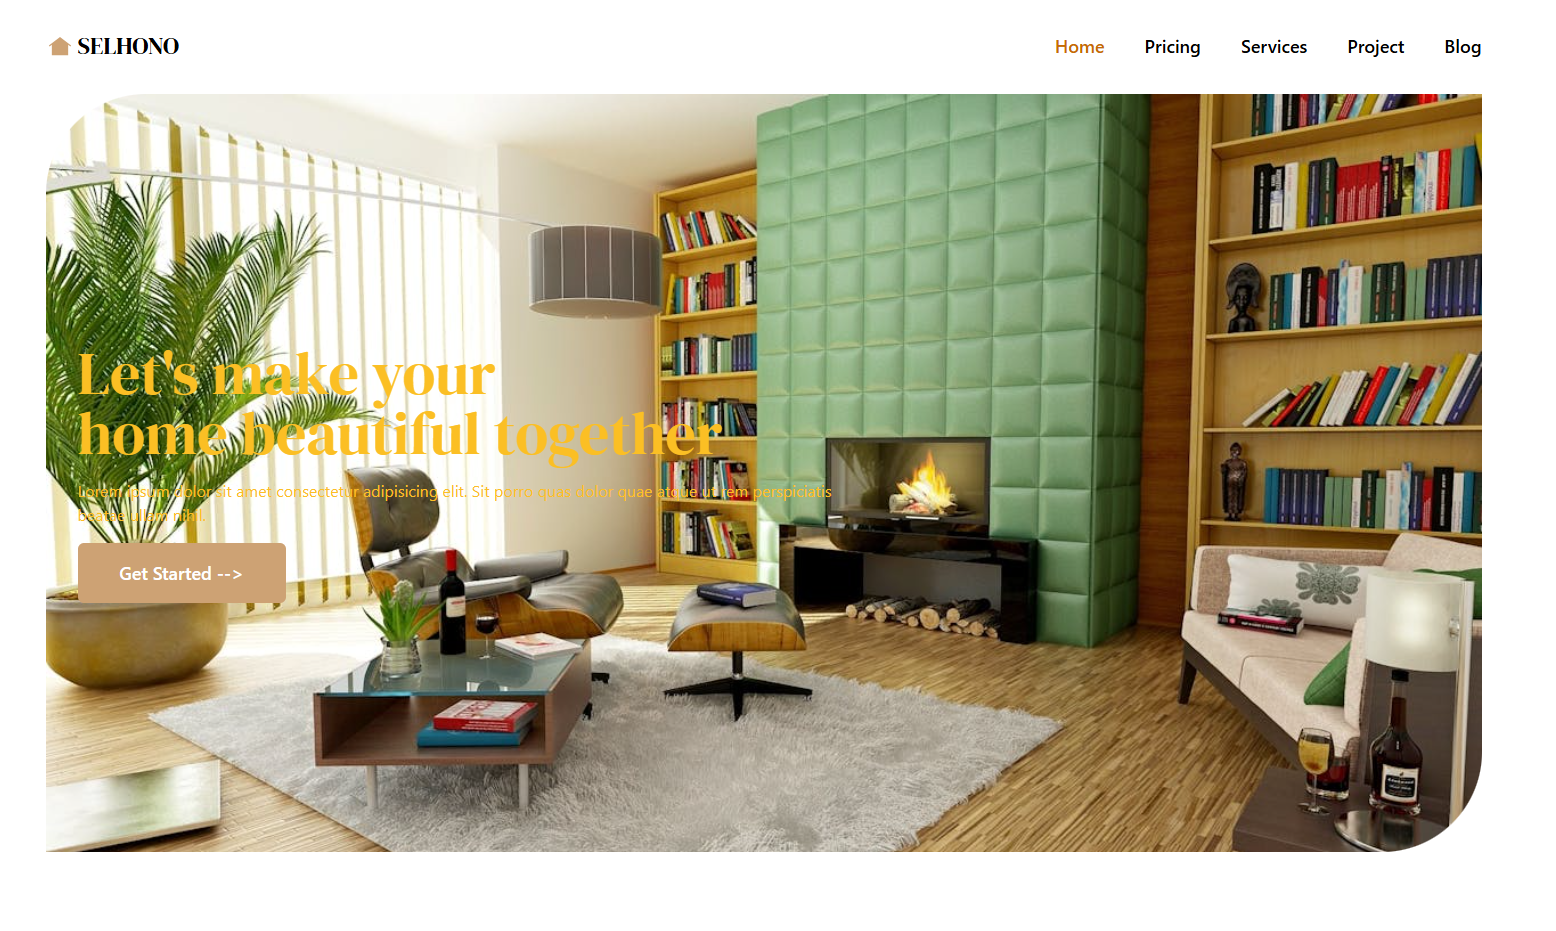 SELHONO
Home Pricing Services Project Blog
Let's make your
home beautiful together
Lorem ipsum dolor sit amet consectetur adipisicing elit. Sit porro quas dolor quae atque ut rem perspiciatis
beatae ullam nihil.
Get Started -->